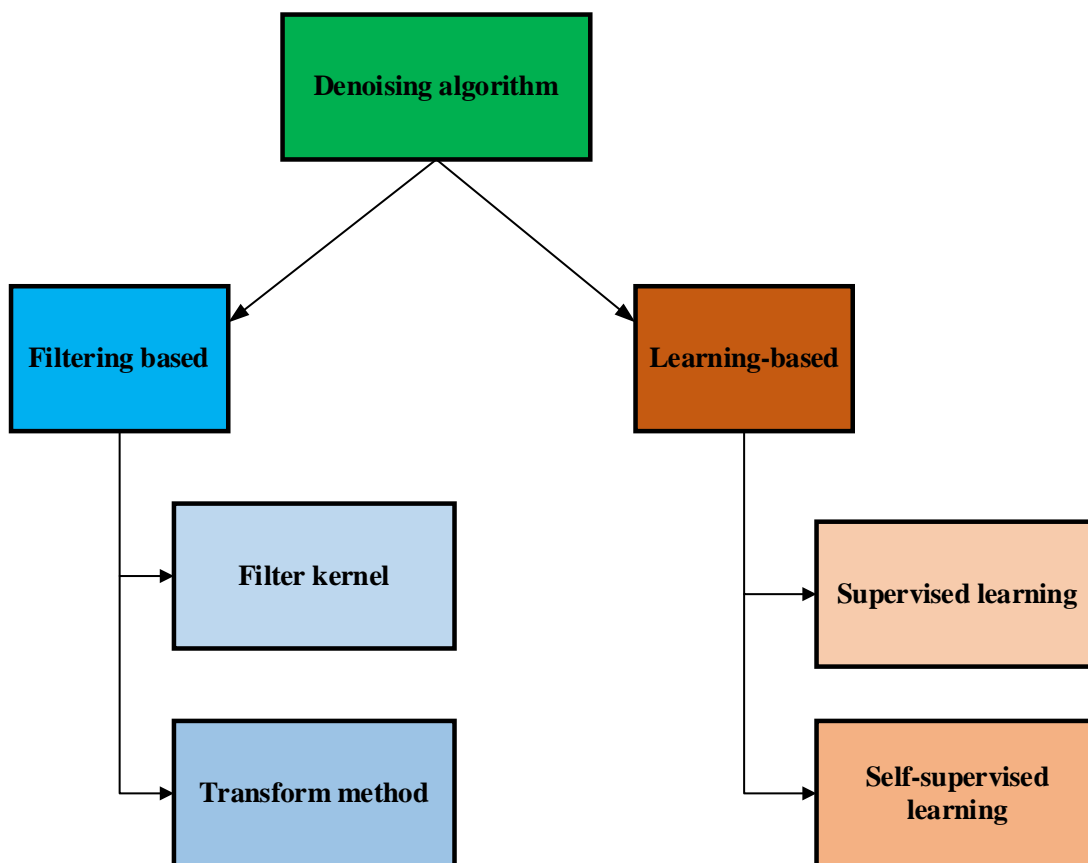 Denoising algorithm
Filtering based
Learning-based
Filter kernel
Supervised learning
Transform method
Self-supervised
learning